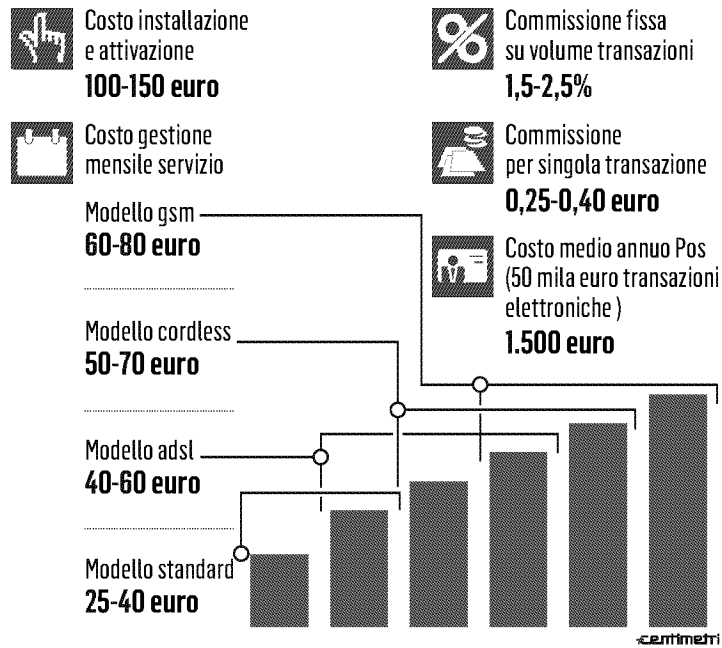 Costo installazione
e attivazione
100-150 euro
Costo gestione
mensile servizio
Modello gsm
60-80 euro
Modello cordless
50-70 euro
Modello adsl
40-60 euro
Modello standard
25-40 euro
Commissione fissa
su volume transazioni
1,5-2,5%
Commissione
per singola transazione
0,25-0,40 euro
Costo medio annuo Pos
(50 mila euro transazioni
elettroniche )
1.500 euro
centimetri